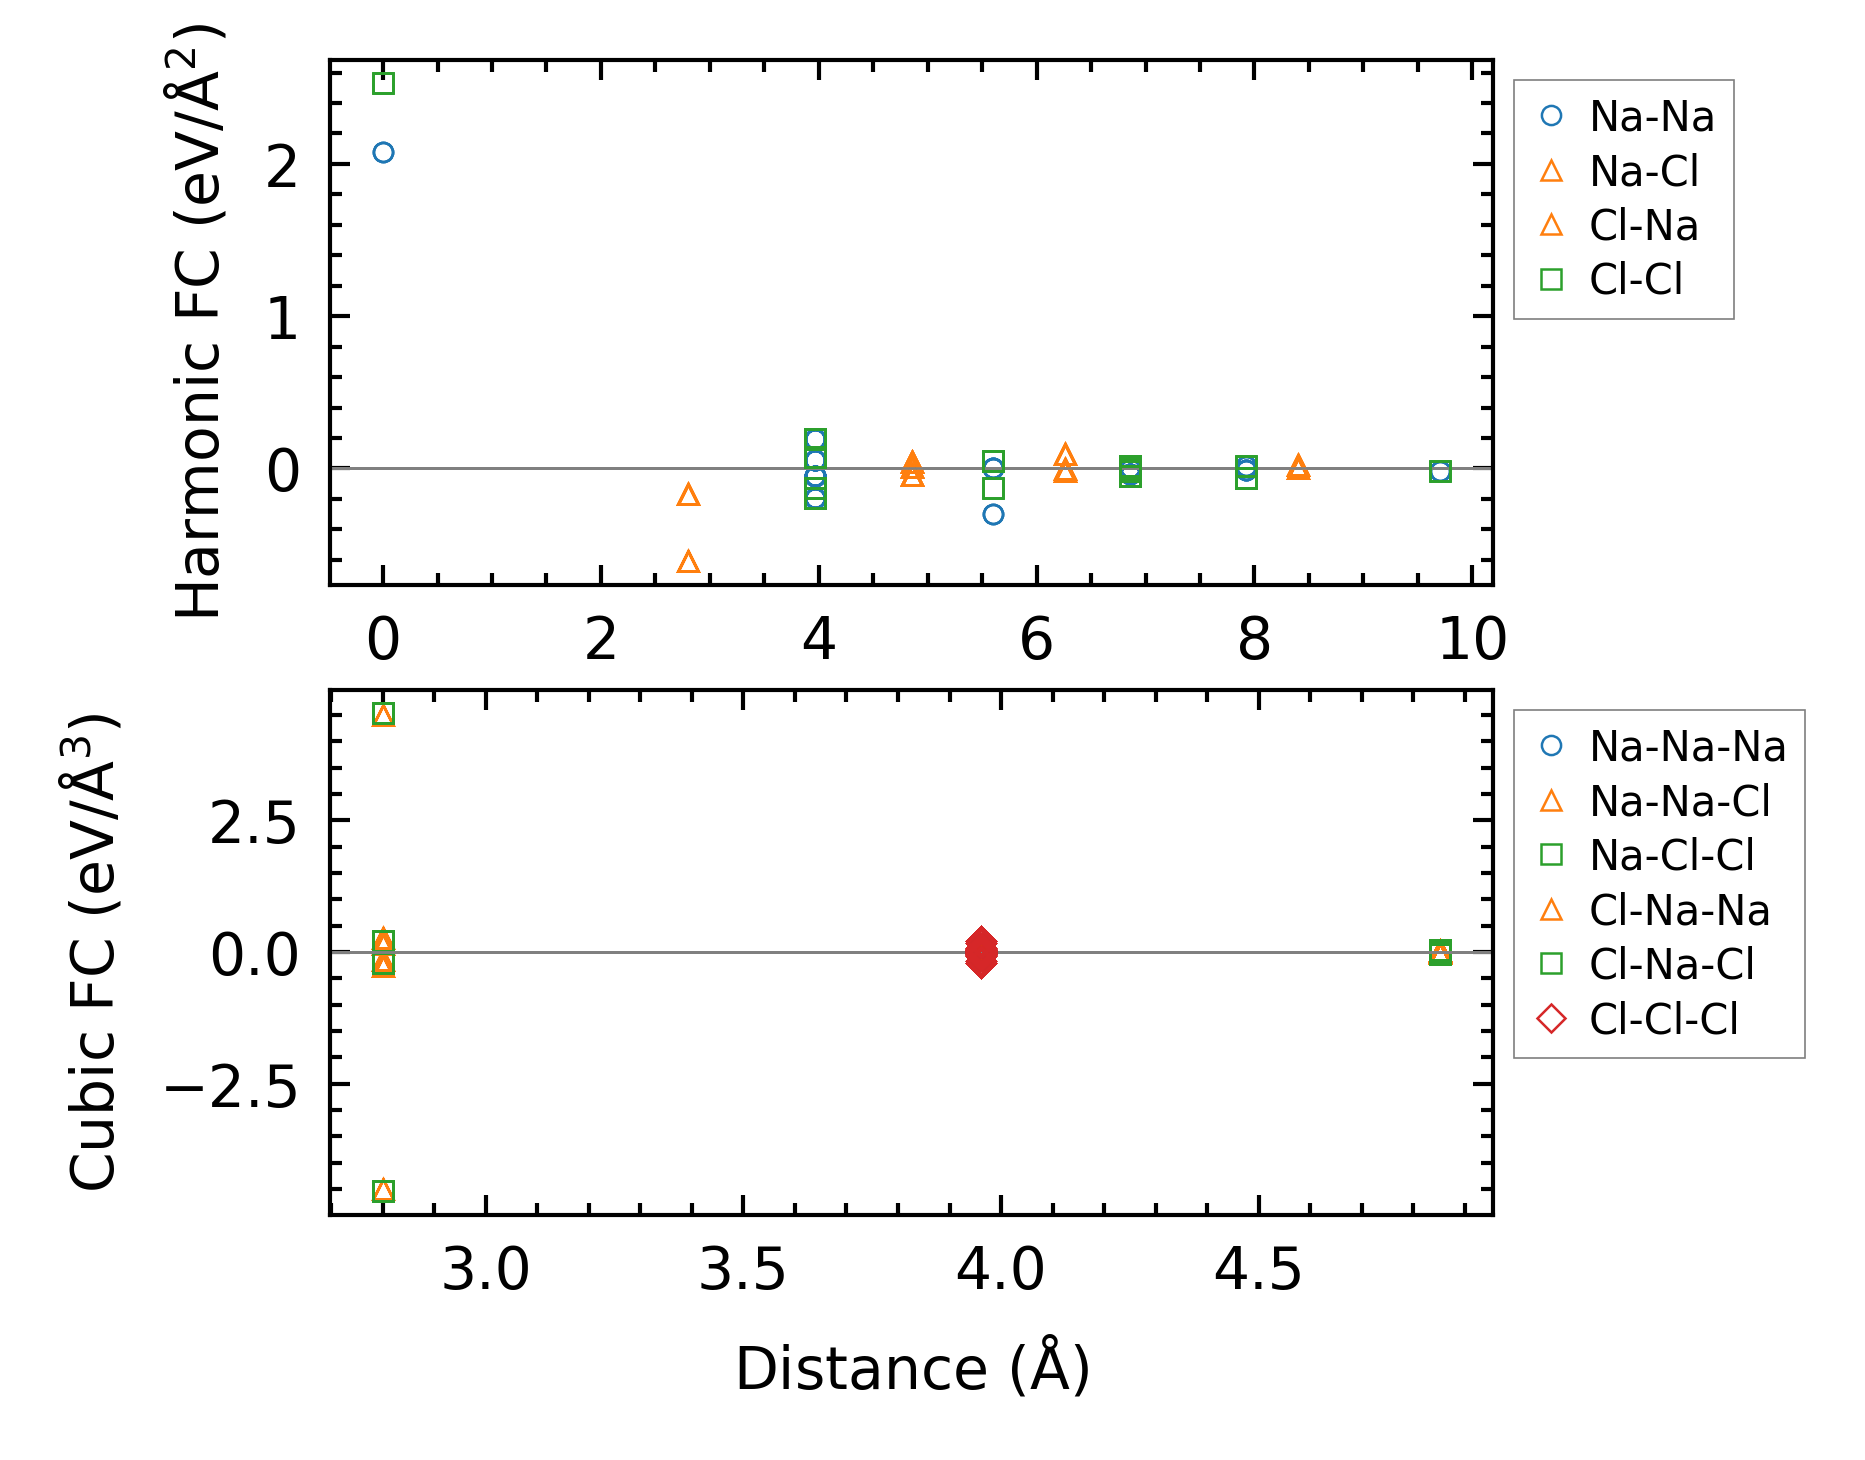 Harmonic FC (eV/Å²)
2
1
0
0 2 4 6 8 10
Na-Na
Na-Cl
Cl-Na
Cl-Cl
Cubic FC (eV/Å³)
2.5
0.0
−2.5
3.0 3.5 4.0 4.5
Na-Na-Na
Na-Na-Cl
Na-Cl-Cl
Cl-Na-Na
Cl-Na-Cl
Cl-Cl-Cl
Distance (Å)